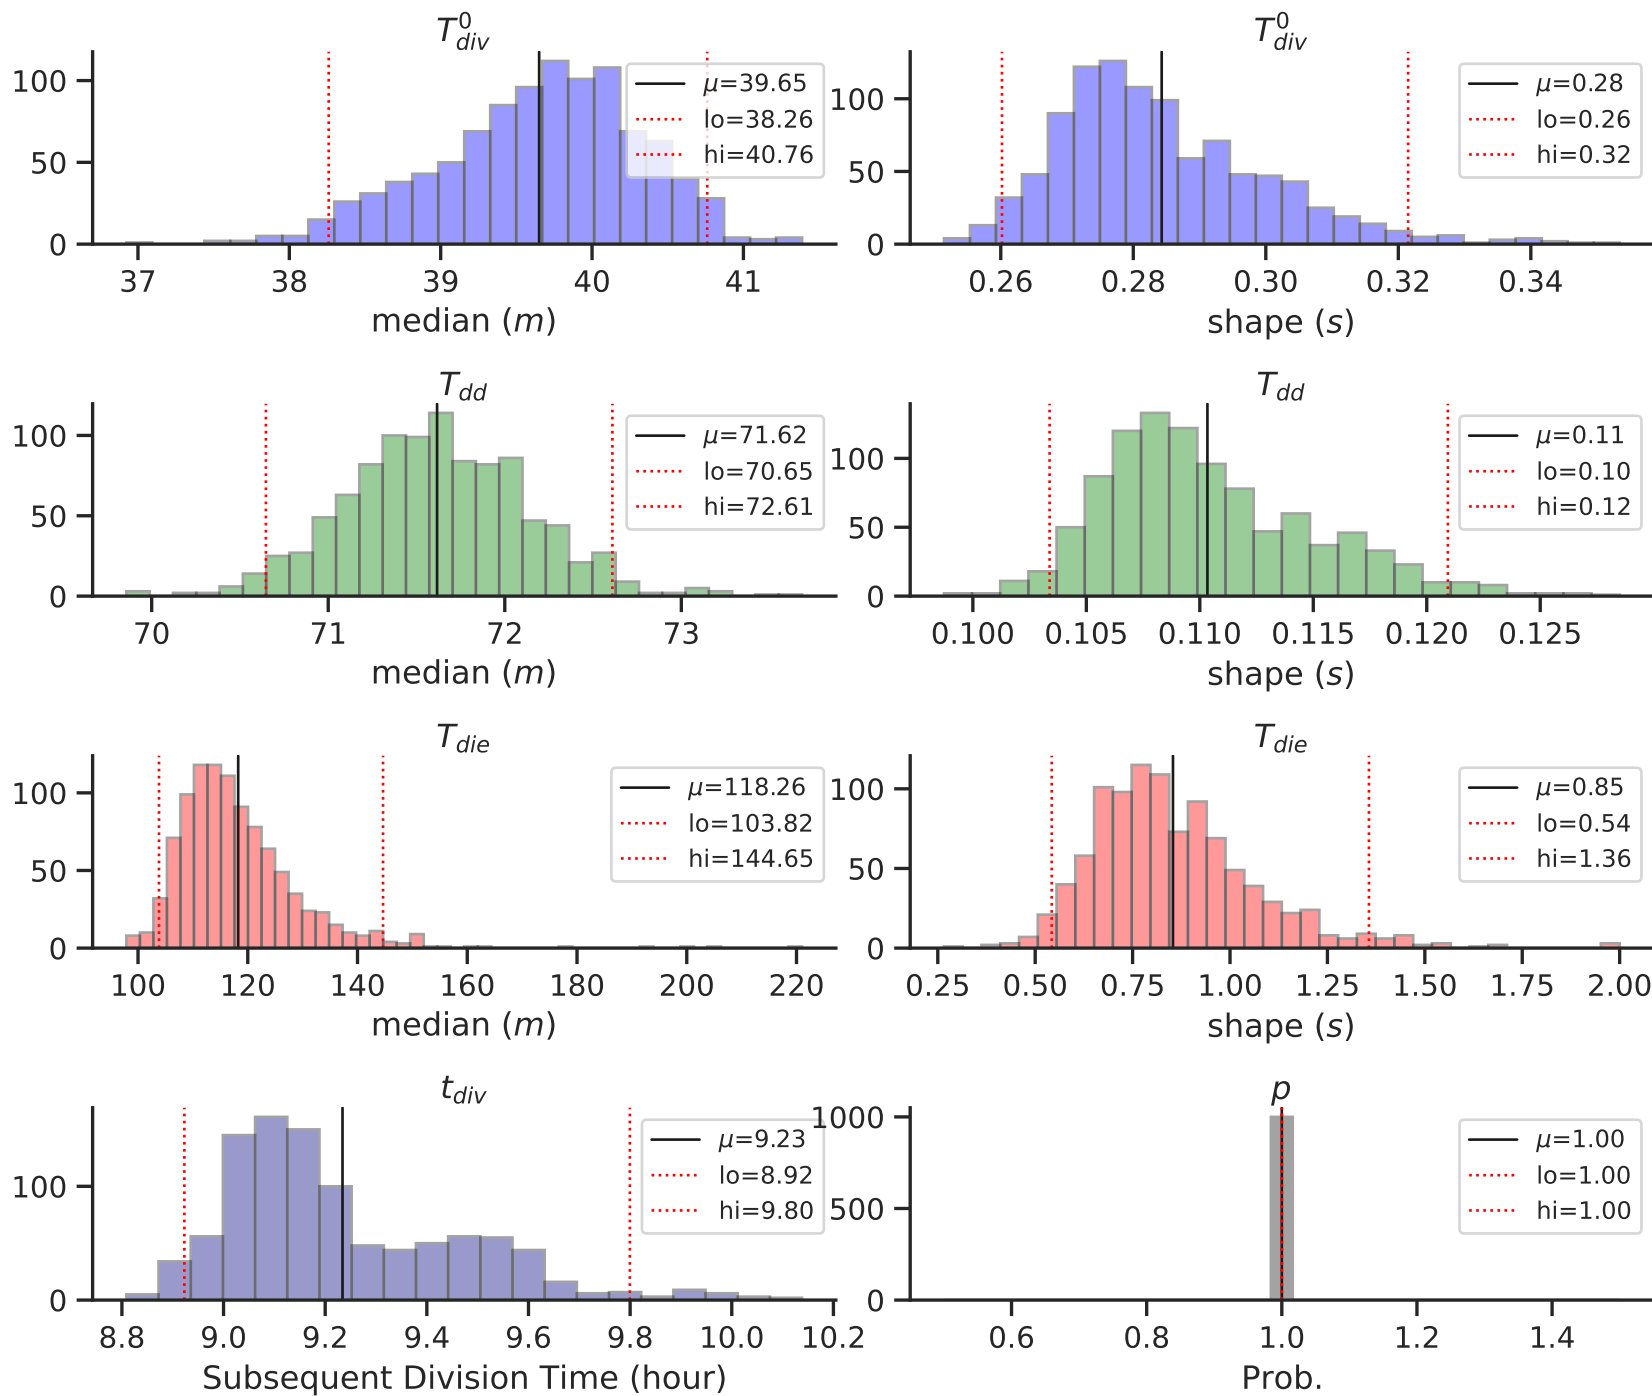 T⁰div
100
50
0
μ=39.65
lo=38.26
hi=40.76
37 38 39 40 41
median (m)
T⁰div
100
50
0
μ=0.28
lo=0.26
hi=0.32
0.26 0.28 0.30 0.32 0.34
shape (s)
Tdd
100
50
0
μ=71.62
lo=70.65
hi=72.61
70 71 72 73
median (m)
Tdd
100
50
0
μ=0.11
lo=0.10
hi=0.12
0.100 0.105 0.110 0.115 0.120 0.125
shape (s)
Tdie
100
50
0
μ=118.26
lo=103.82
hi=144.65
100 120 140 160 180 200 220
median (m)
Tdie
100
50
0
μ=0.85
lo=0.54
hi=1.36
0.25 0.50 0.75 1.00 1.25 1.50 1.75 2.00
shape (s)
tdiv
100
0
μ=9.23
lo=8.92
hi=9.80
8.8 9.0 9.2 9.4 9.6 9.8 10.0 10.2
Subsequent Division Time (hour)
p
1000
500
0
μ=1.00
lo=1.00
hi=1.00
0.6 0.8 1.0 1.2 1.4
Prob.